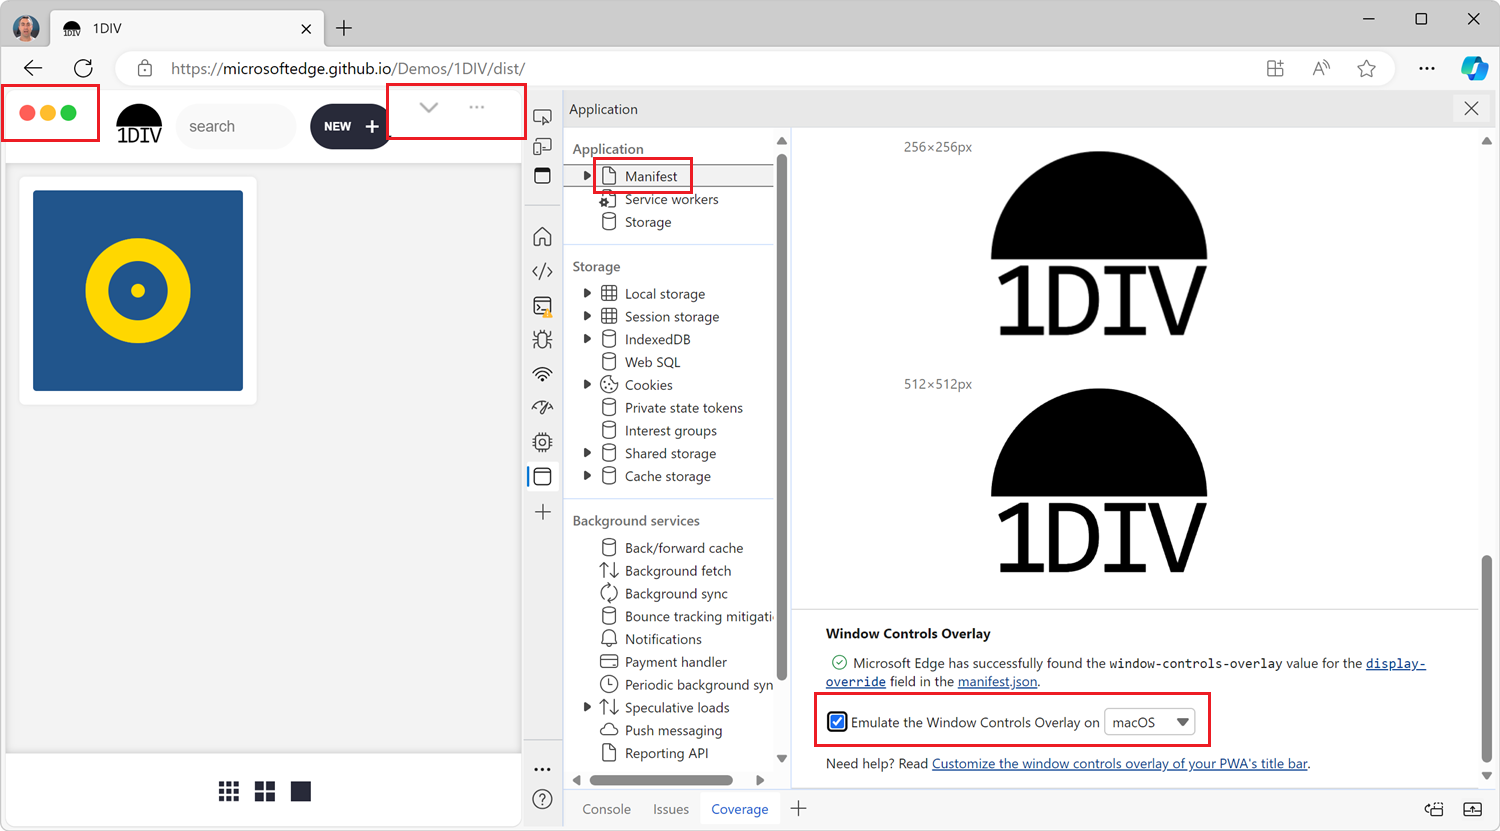 1DIV
https://microsoftedge.github.io/Demos/1DIV/dist/
1DIV
search
NEW +
Application
Application
Manifest
Service workers
Storage
Storage
Local storage
Session storage
IndexedDB
Web SQL
Cookies
Private state tokens
Interest groups
Shared storage
Cache storage
Background services
Back/forward cache
Background fetch
Background sync
Bounce tracking mitigati
Notifications
Payment handler
Periodic background syn
Speculative loads
Push messaging
Reporting API
256×256px
1DIV
512×512px
1DIV
Window Controls Overlay
Microsoft Edge has successfully found the window-controls-overlay value for the display-
override field in the manifest.json.
Emulate the Window Controls Overlay on macOS
Need help? Read Customize the window controls overlay of your PWA's title bar.
Console Issues Coverage